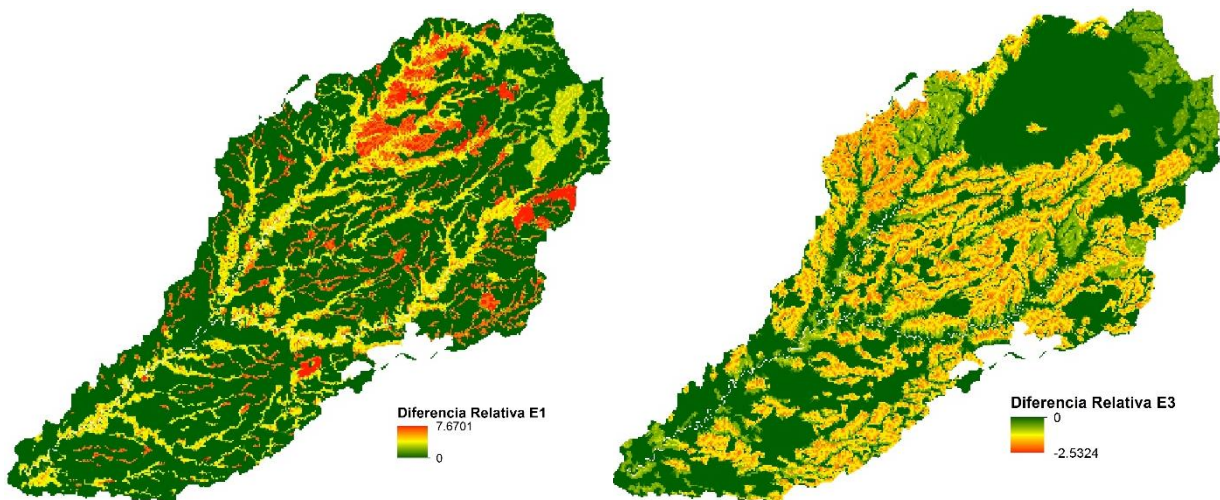 Diferencia Relativa E1
7.6701
0
Diferencia Relativa E3
0
-2.5324